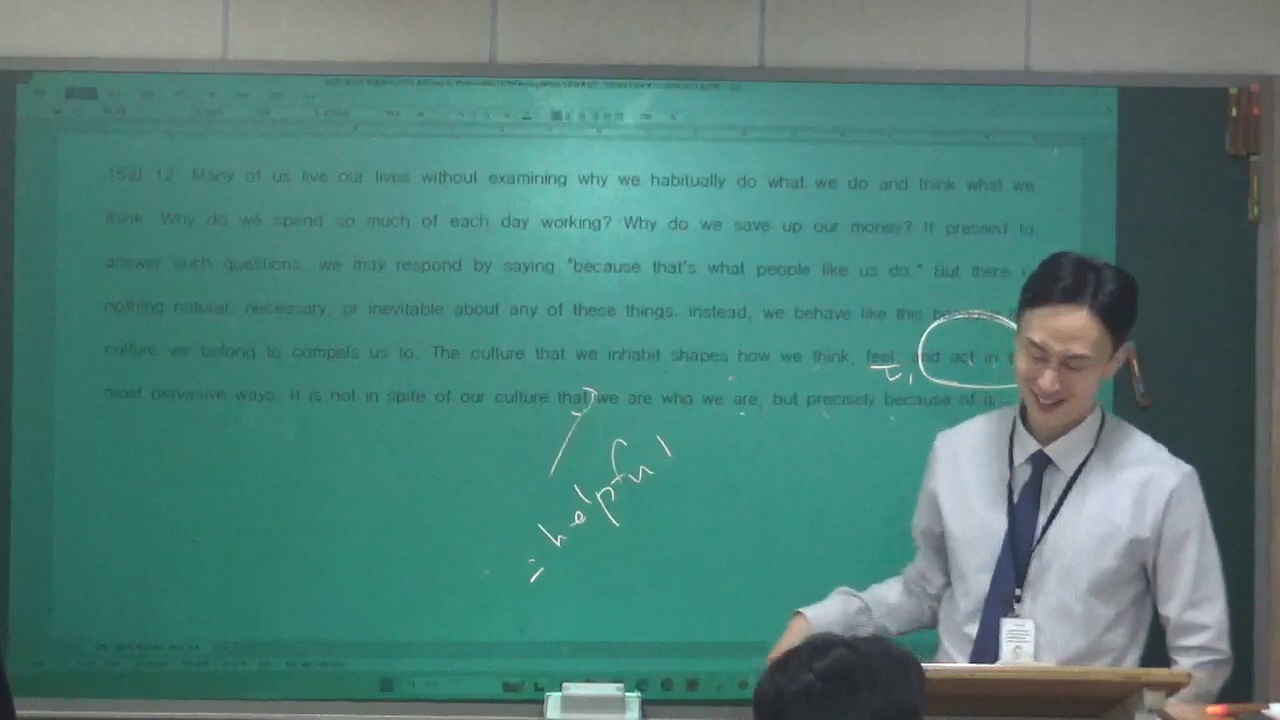 152 12. Many of us live our lives without examining why we habitually do what we do and think what we
think. Why do we spend so much of each day working? Why do we save up our money? If pressed to
answer such questions, we may respond by saying "because that's what people like us do." But there
nothing natural, necessary, or inevitable about any of these things. instead, we behave like this
culture we belong to compels us to. The culture that we inhabit shapes how we think, feel, and act in
most pervasive ways. It is not in spite of our culture that we are who we are, but precisely because of
helpful